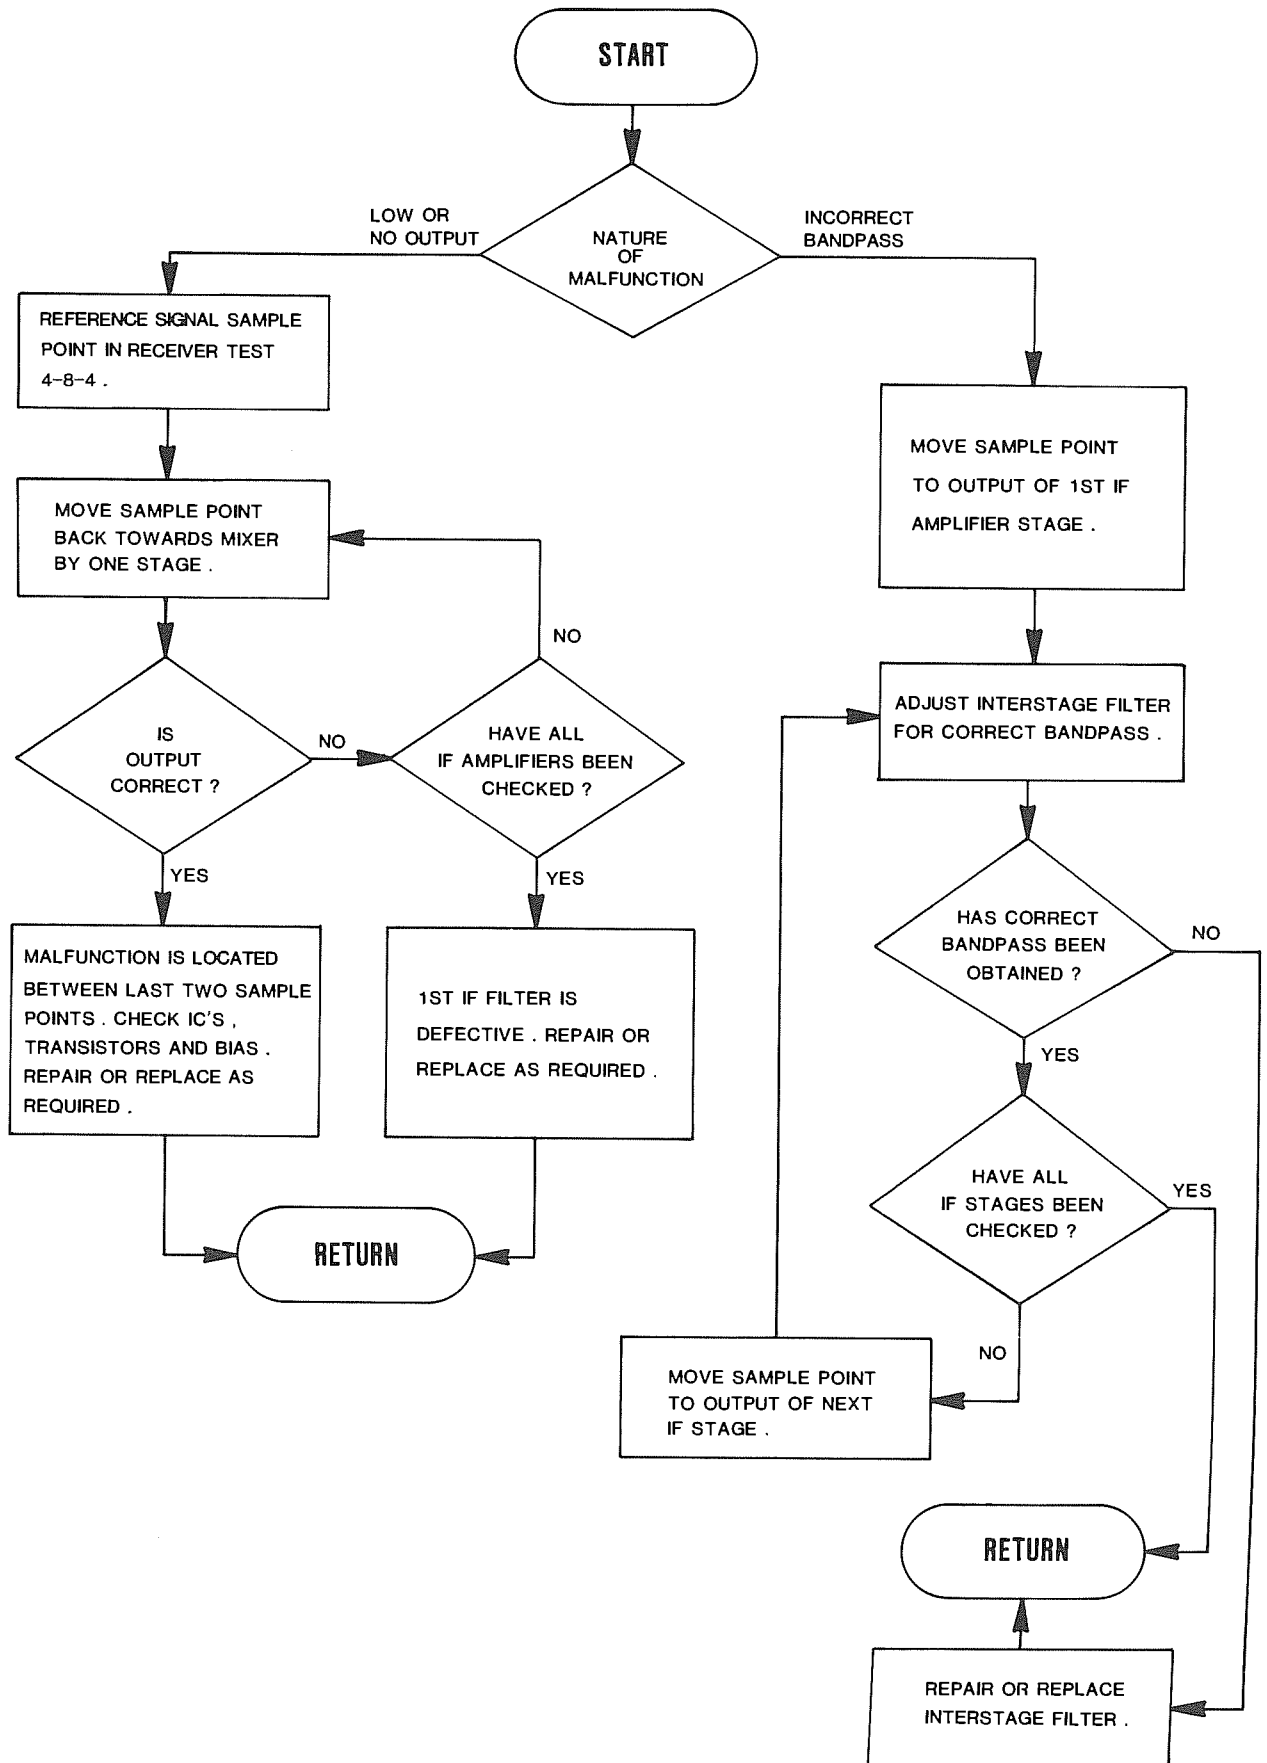 START
NATURE
OF
MALFUNCTION
LOW OR
NO OUTPUT
INCORRECT
BANDPASS
REFERENCE SIGNAL SAMPLE
POINT IN RECEIVER TEST
4-8-4 .
MOVE SAMPLE POINT
BACK TOWARDS MIXER
BY ONE STAGE .
IS
OUTPUT
CORRECT ?
NO
HAVE ALL
IF AMPLIFIERS BEEN
CHECKED ?
NO
YES
YES
MALFUNCTION IS LOCATED
BETWEEN LAST TWO SAMPLE
POINTS . CHECK IC'S ,
TRANSISTORS AND BIAS .
REPAIR OR REPLACE AS
REQUIRED .
1ST IF FILTER IS
DEFECTIVE . REPAIR OR
REPLACE AS REQUIRED .
RETURN
MOVE SAMPLE POINT
TO OUTPUT OF 1ST IF
AMPLIFIER STAGE .
ADJUST INTERSTAGE FILTER
FOR CORRECT BANDPASS .
HAS CORRECT
BANDPASS BEEN
OBTAINED ?
NO
YES
HAVE ALL
IF STAGES BEEN
CHECKED ?
YES
NO
MOVE SAMPLE POINT
TO OUTPUT OF NEXT
IF STAGE .
RETURN
REPAIR OR REPLACE
INTERSTAGE FILTER .